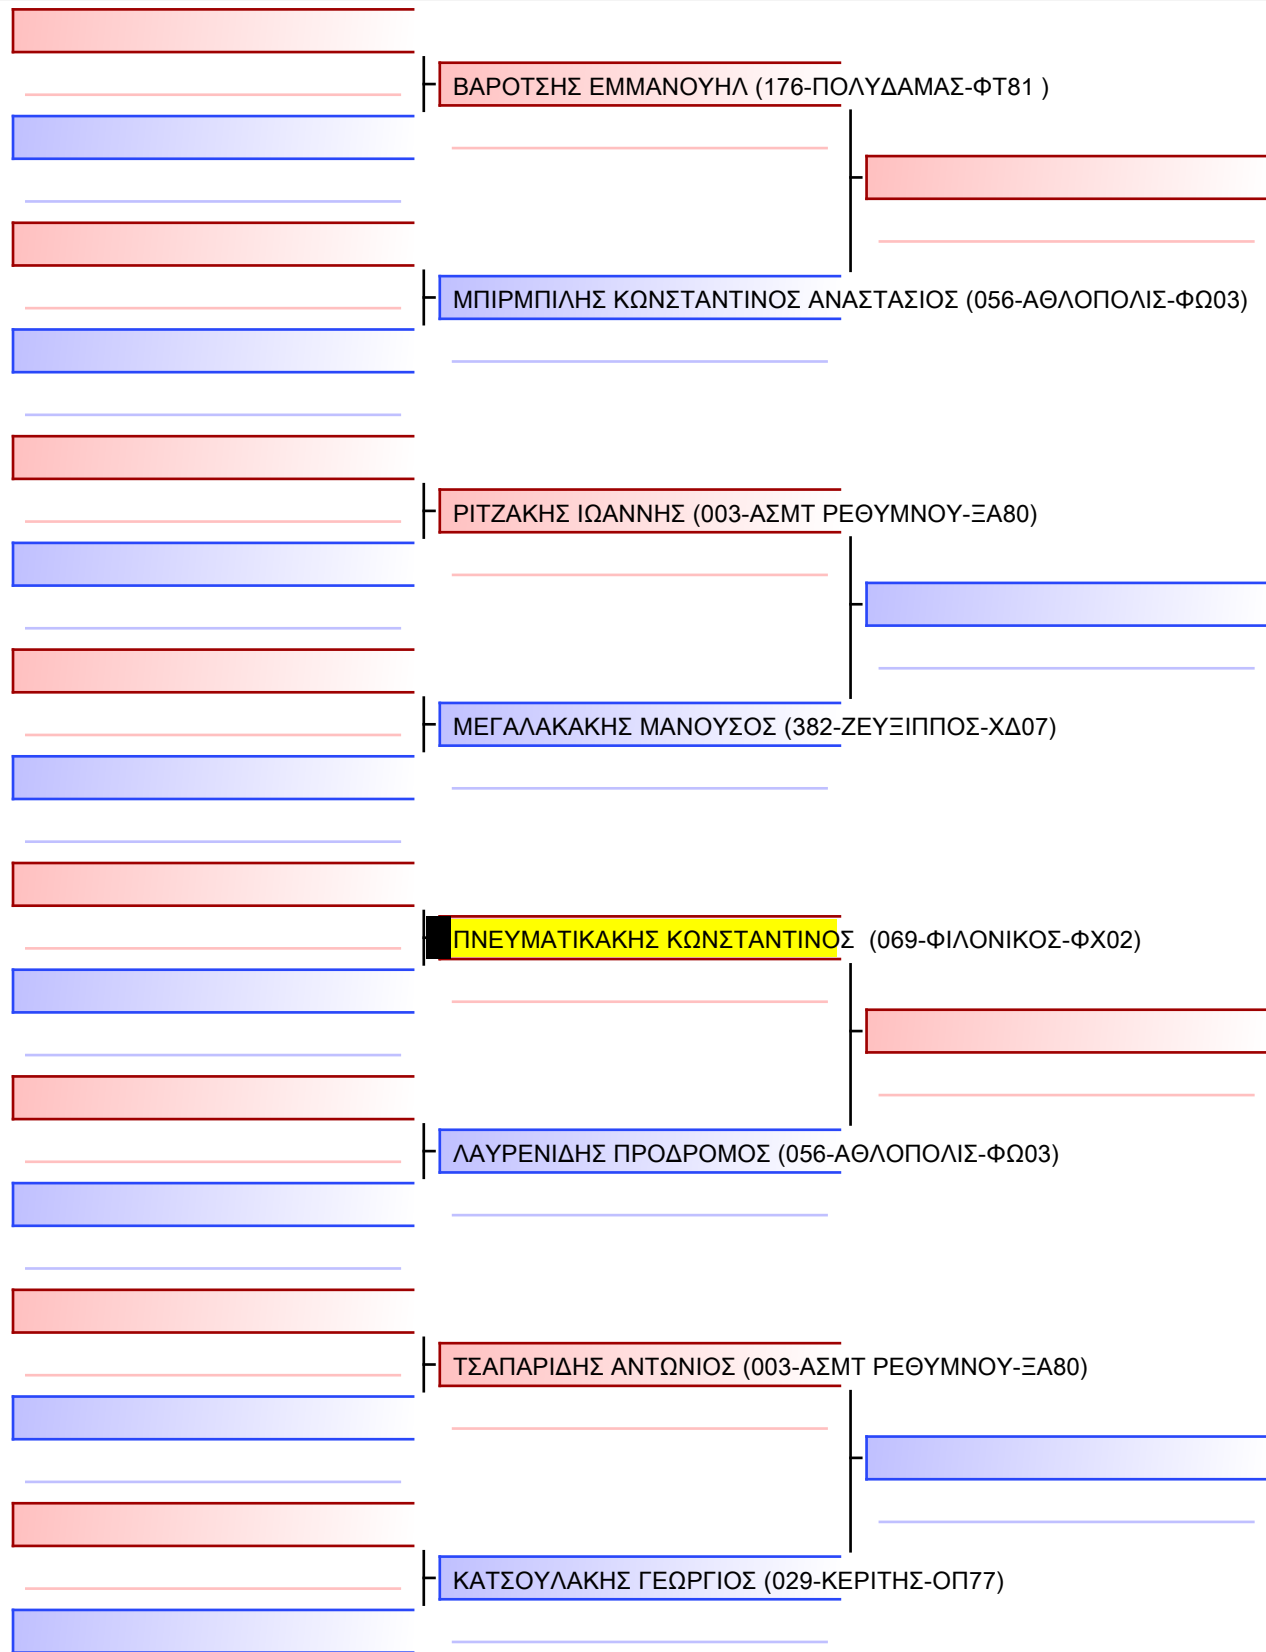 ΒΑΡΟΤΣΗΣ ΕΜΜΑΝΟΥΗΛ (176-ΠΟΛΥΔΑΜΑΣ-ΦΤ81 )
ΜΠΙΡΜΠΙΛΗΣ ΚΩΝΣΤΑΝΤΙΝΟΣ ΑΝΑΣΤΑΣΙΟΣ (056-ΑΘΛΟΠΟΛΙΣ-ΦΩ03)
ΡΙΤΖΑΚΗΣ ΙΩΑΝΝΗΣ (003-ΑΣΜΤ ΡΕΘΥΜΝΟΥ-ΞΑ80)
ΜΕΓΑΛΑΚΑΚΗΣ ΜΑΝΟΥΣΟΣ (382-ΖΕΥΞΙΠΠΟΣ-ΧΔ07)
ΠΝΕΥΜΑΤΙΚΑΚΗΣ ΚΩΝΣΤΑΝΤΙΝΟΣ  (069-ΦΙΛΟΝΙΚΟΣ-ΦΧ02)
ΛΑΥΡΕΝΙΔΗΣ ΠΡΟΔΡΟΜΟΣ (056-ΑΘΛΟΠΟΛΙΣ-ΦΩ03)
ΤΣΑΠΑΡΙΔΗΣ ΑΝΤΩΝΙΟΣ (003-ΑΣΜΤ ΡΕΘΥΜΝΟΥ-ΞΑ80)
ΚΑΤΣΟΥΛΑΚΗΣ ΓΕΩΡΓΙΟΣ (029-ΚΕΡΙΤΗΣ-ΟΠ77)